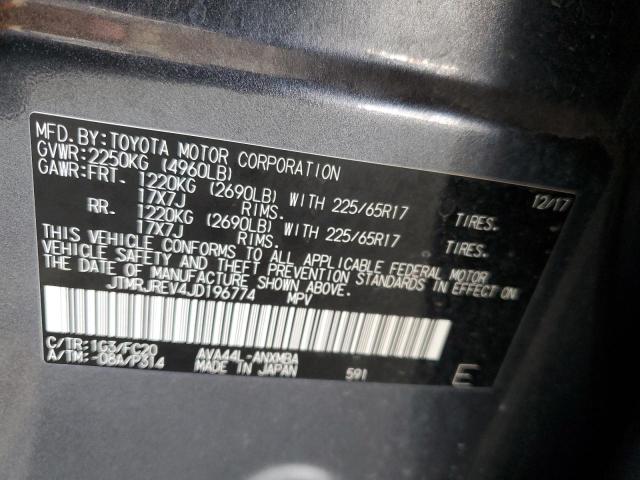 MFD. BY: TOYOTA MOTOR CORPORATION 12/17
GVWR: 2250KG (4960LB)
GAWR: FRT- 1220KG (2690LB) WITH 225/65R17 TIRES.
17X7J RIMS.
RR- 1220KG (2690LB) WITH 225/65R17 TIRES.
17X7J RIMS.
THIS VEHICLE CONFORMS TO ALL APPLICABLE FEDERAL MOTOR
VEHICLE SAFETY AND THEFT PREVENTION STANDARDS IN EFFECT ON
THE DATE OF MANUFACTURE SHOWN ABOVE.
JTMRJREV4JD196774 MPV
C/TR: 1G3/FC20 AVA44L-ANXMBA
A/TM: -08A/P314 MADE IN JAPAN 591 E